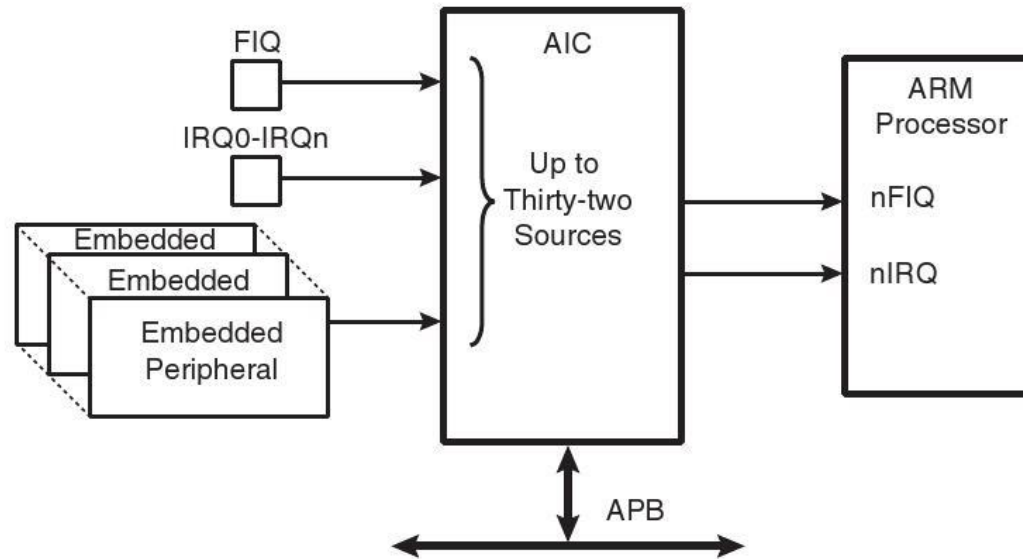 FIQ
IRQ0-IRQn
Embedded
Embedded
Embedded
Peripheral
AIC
Up to
Thirty-two
Sources
ARM
Processor
nFIQ
nIRQ
APB